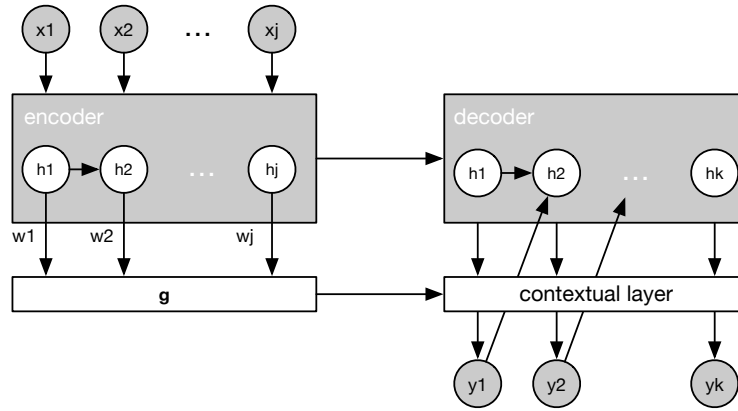 x1 x2 ... xj
encoder decoder
h1 h2 ... hj h1 h2 ... hk
w1 w2 wj
g contextual layer
y1 y2 yk